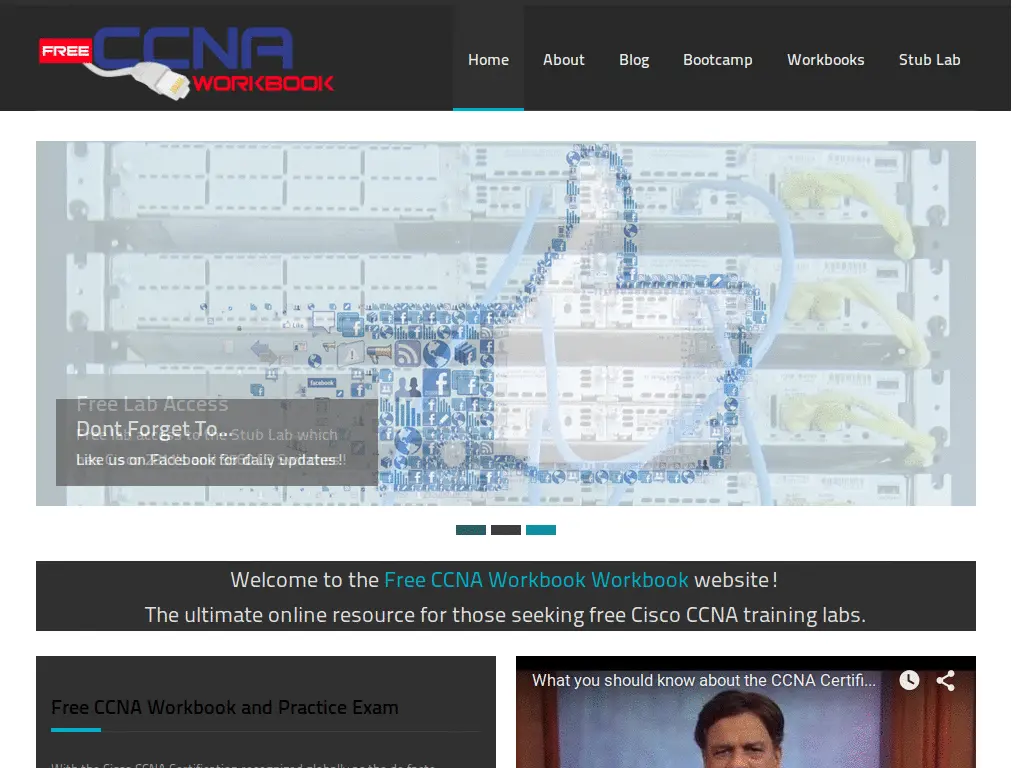 FREE CCNA
WORKBOOK
Home About Blog Bootcamp Workbooks Stub Lab
Free Lab Access
Dont Forget To...
Free lab access to the Stub Lab which
Like us on Facebook for daily updates!!
Welcome to the Free CCNA Workbook Workbook website!
The ultimate online resource for those seeking free Cisco CCNA training labs.
Free CCNA Workbook and Practice Exam
What you should know about the CCNA Certifi...
With the Cisco CCNA Certification recognized globally as the de facto